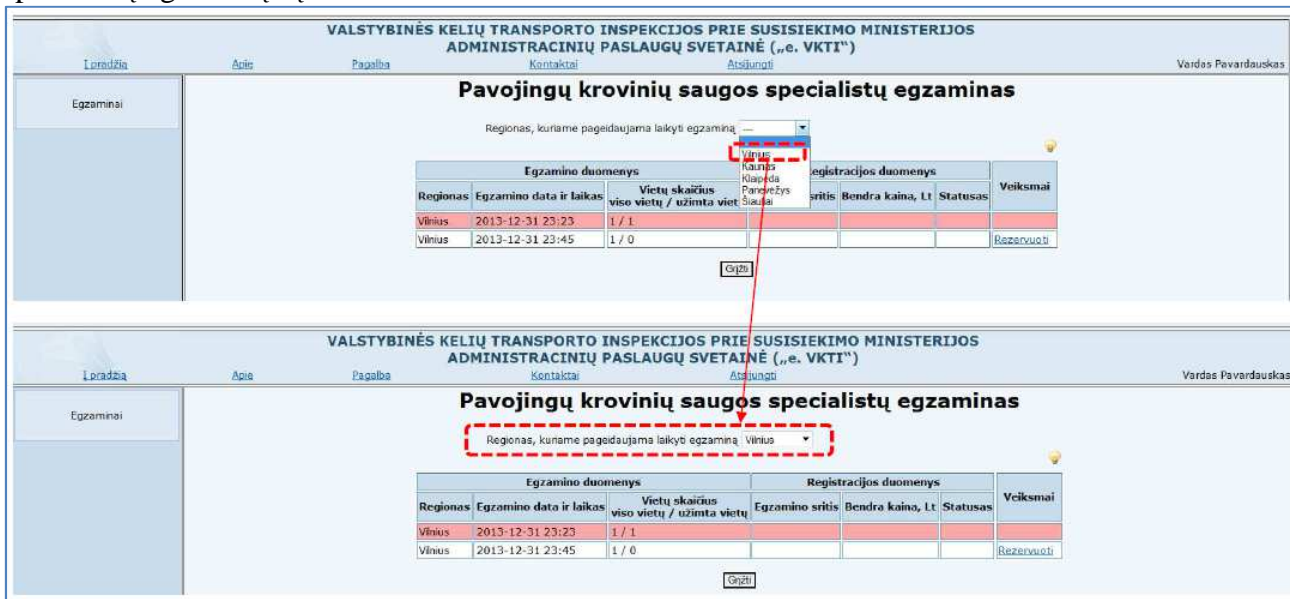 VALSTYBINĖS KELIŲ TRANSPORTO INSPEKCIJOS PRIE SUSISIEKIMO MINISTERIJOS
ADMINISTRACINIŲ PASLAUGŲ SVETAINĖ („e. VKTI“)
Į pradžią Apie Pagalba Kontaktai Atsijungti Vardas Pavardauskas
Egzaminai
Pavojingų krovinių saugos specialistų egzaminas
Regionas, kuriame pageidaujama laikyti egzaminą ---
Vilnius
Kaunas
Klaipėda
Panevėžys
Šiauliai
Egzamino duomenys Registracijos duomenys Veiksmai
Regionas Egzamino data ir laikas Vietų skaičius
viso vietų / užimta viet sritis Bendra kaina, Lt Statusas
Vilnius 2013-12-31 23:23 1 / 1
Vilnius 2013-12-31 23:45 1 / 0 Rezervuoti
Grįžti
VALSTYBINĖS KELIŲ TRANSPORTO INSPEKCIJOS PRIE SUSISIEKIMO MINISTERIJOS
ADMINISTRACINIŲ PASLAUGŲ SVETAINĖ („e. VKTI“)
Į pradžią Apie Pagalba Kontaktai Atsijungti Vardas Pavardauskas
Egzaminai
Pavojingų krovinių saugos specialistų egzaminas
Regionas, kuriame pageidaujama laikyti egzaminą Vilnius
Egzamino duomenys Registracijos duomenys Veiksmai
Regionas Egzamino data ir laikas Vietų skaičius
viso vietų / užimta vietų Egzamino sritis Bendra kaina, Lt Statusas
Vilnius 2013-12-31 23:23 1 / 1
Vilnius 2013-12-31 23:45 1 / 0 Rezervuoti
Grįžti